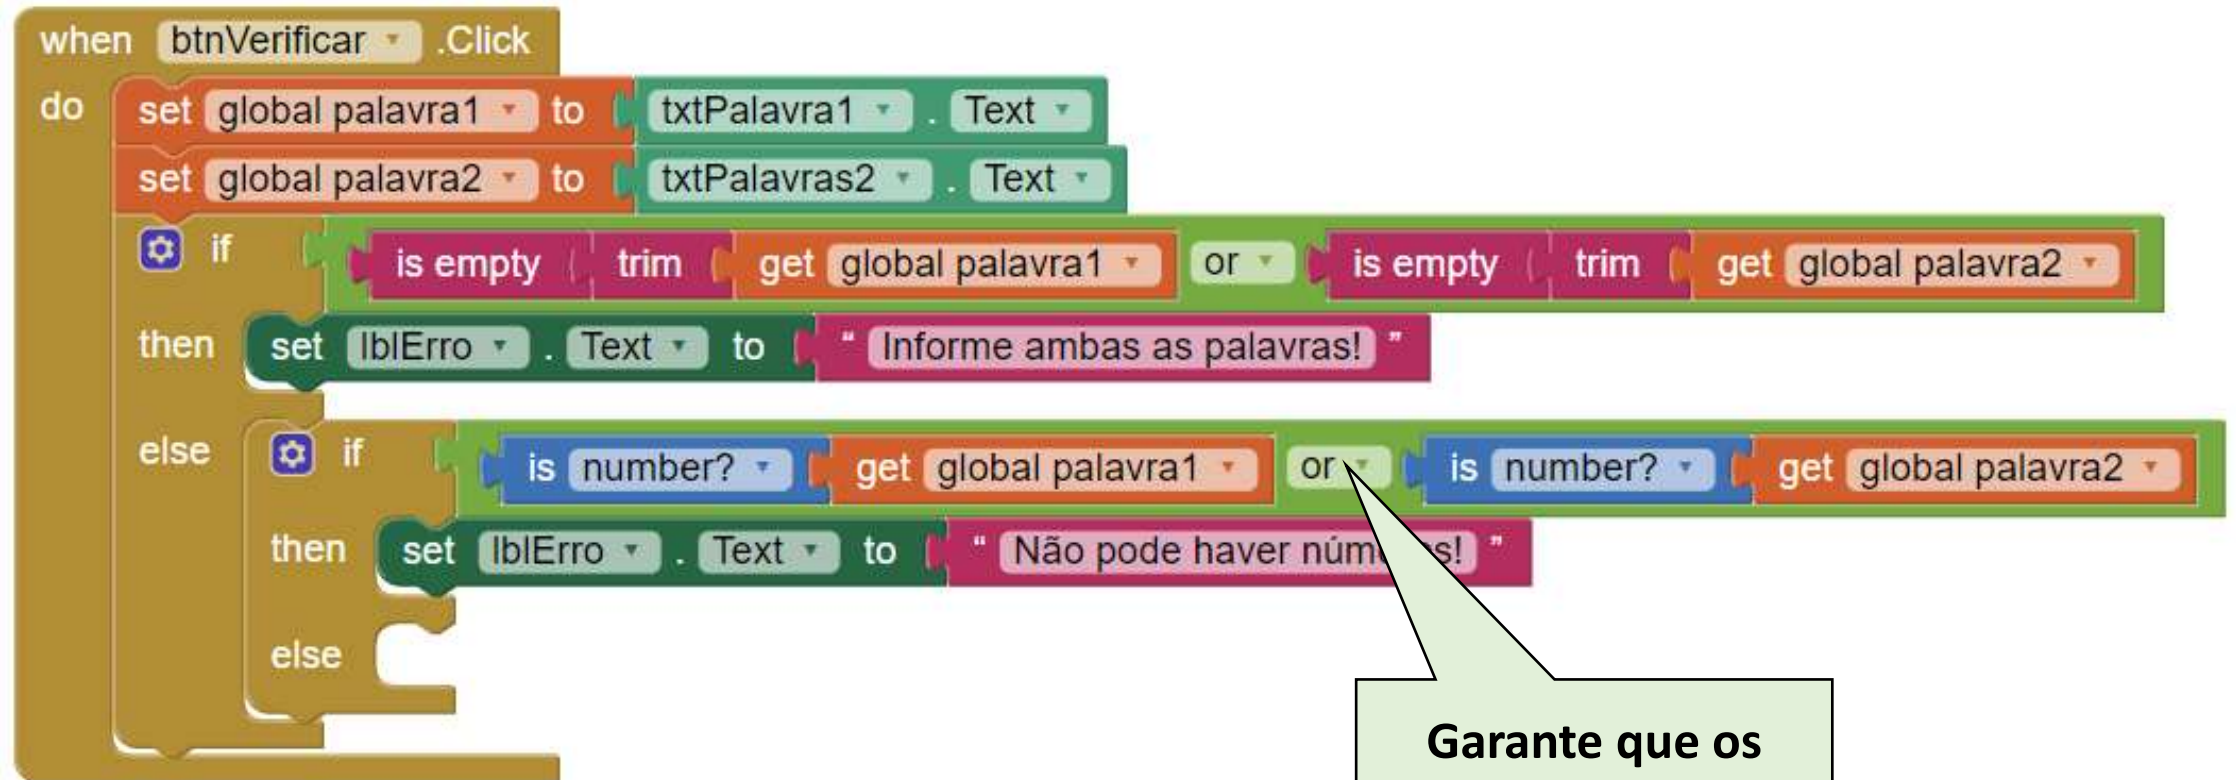 when btnVerificar .Click
do set global palavra1 to txtPalavra1 . Text
set global palavra2 to txtPalavras2 . Text
if is empty trim get global palavra1 or is empty trim get global palavra2
then set lblErro . Text to " Informe ambas as palavras! "
else if is number? get global palavra1 or is number? get global palavra2
then set lblErro . Text to " Não pode haver s! "
else
Garante que os